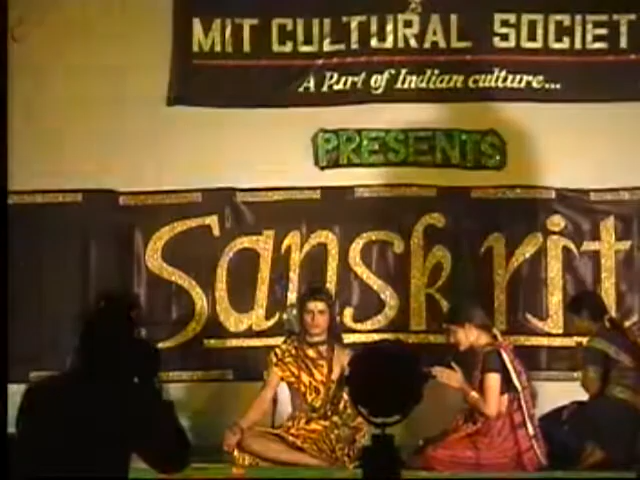 MIT CULTURAL SOCIET
A Part of Indian culture...
PRESENTS
Sanskrit